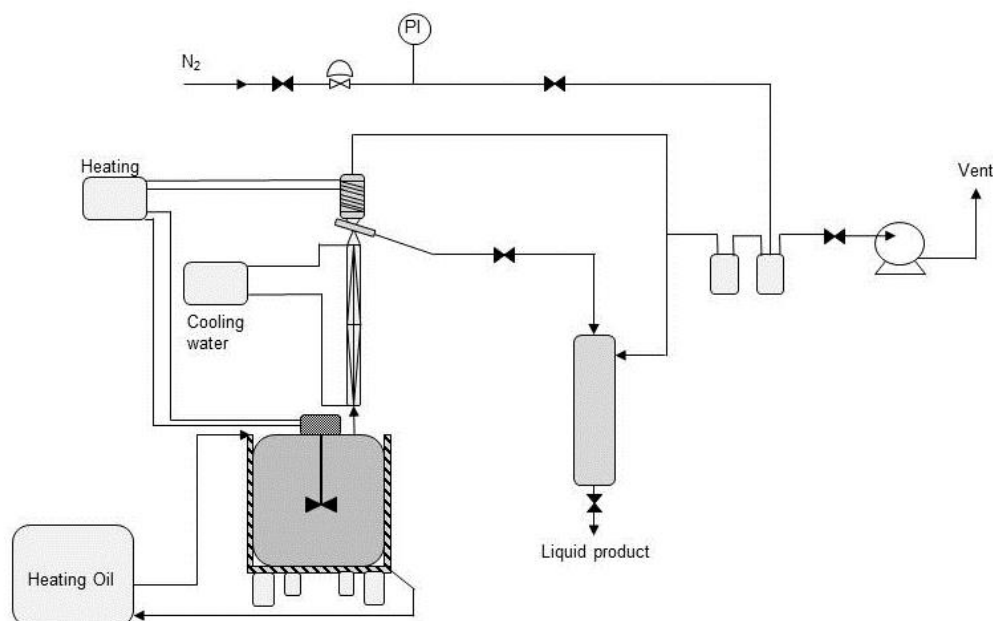 PI
N₂
Heating
Vent
Cooling
water
Liquid product
Heating Oil